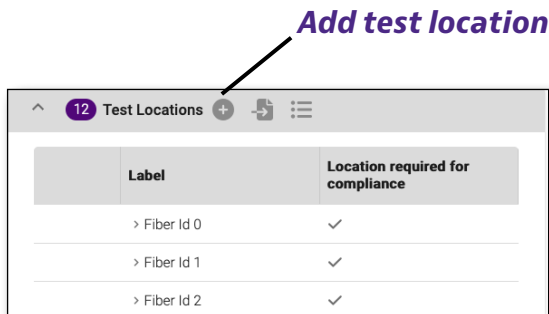 Add test location
12 Test Locations
Label
Location required for
compliance
Fiber Id 0
Fiber Id 1
Fiber Id 2